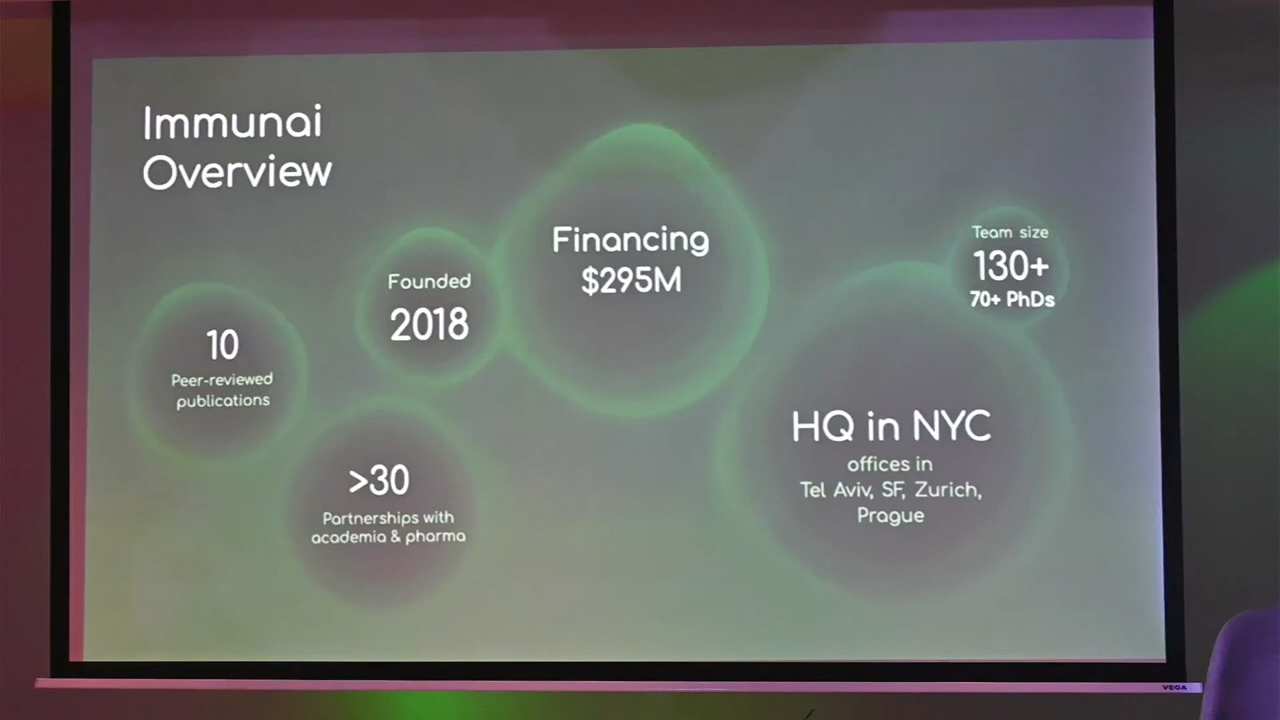 Immunai
Overview
10
Peer-reviewed
publications
Founded
2018
>30
Partnerships with
academia & pharma
Financing
$295M
Team size
130+
70+ PhDs
HQ in NYC
offices in
Tel Aviv, SF, Zurich,
Prague
VEGA